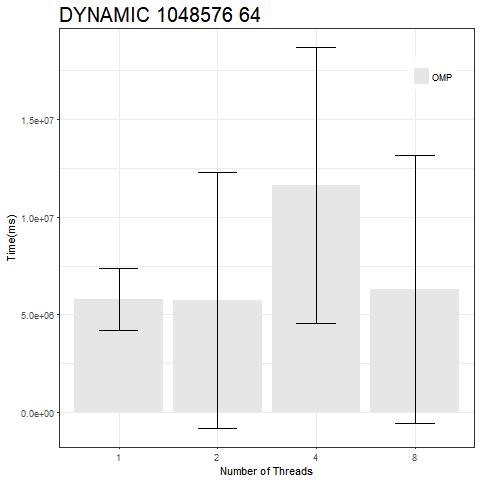 DYNAMIC 1048576 64
OMP
Time(ms)
1.5e+07
1.0e+07
5.0e+06
0.0e+00
1 2 4 8
Number of Threads